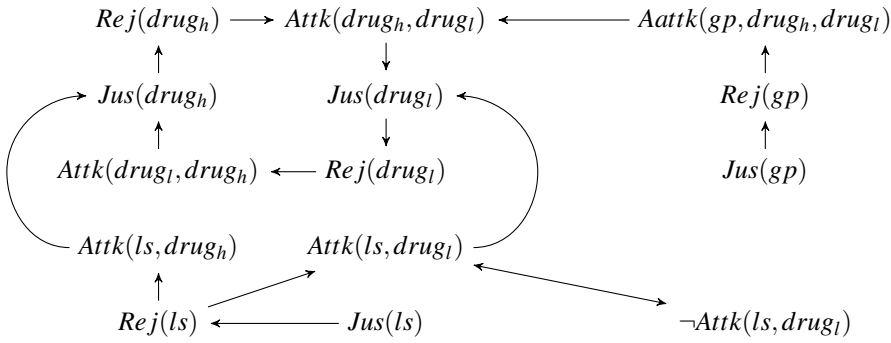 Rej(drug_h) Attk(drug_h,drug_l) Aattk(gp,drug_h,drug_l)
Jus(drug_h) Jus(drug_l) Rej(gp)
Attk(drug_l,drug_h) Rej(drug_l) Jus(gp)
Attk(ls,drug_h) Attk(ls,drug_l)
Rej(ls) Jus(ls) ¬Attk(ls,drug_l)